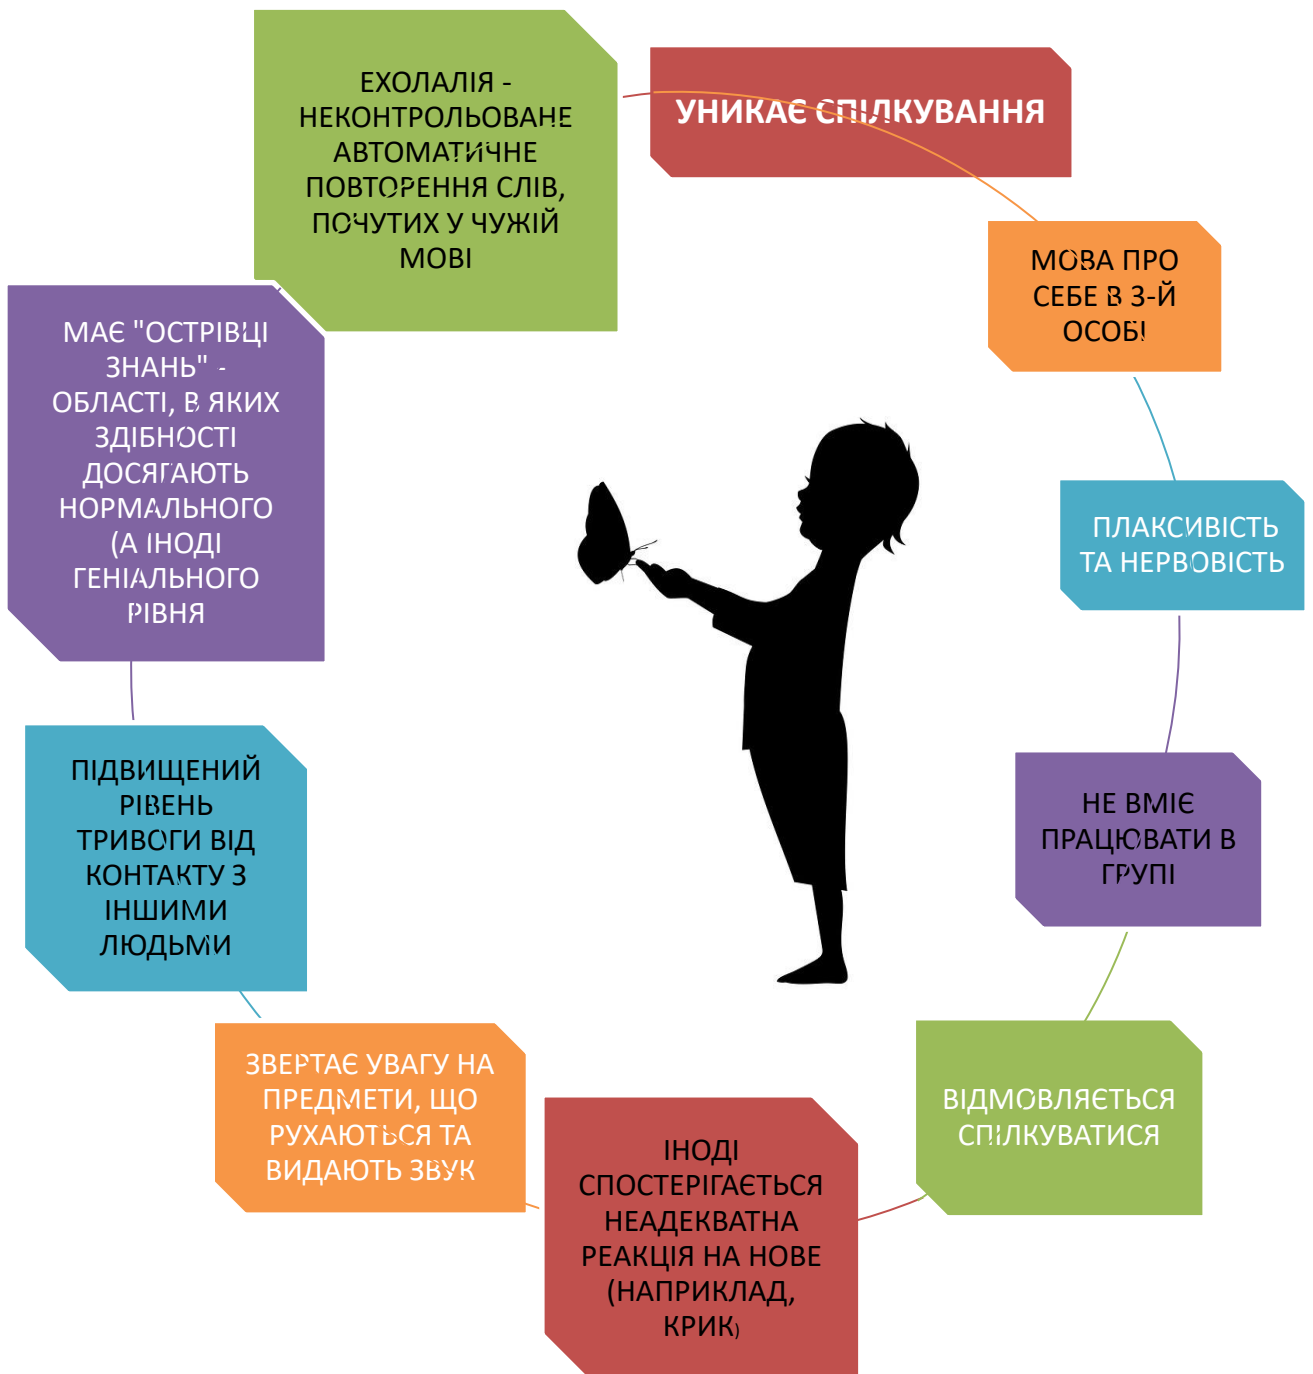 УНИКАЄ СПІЛКУВАННЯ
МОВА ПРО
СЕБЕ В 3-Й
ОСОБІ
ПЛАКСИВІСТЬ
ТА НЕРВОВІСТЬ
НЕ ВМІЄ
ПРАЦЮВАТИ В
ГРУПІ
ВІДМОВЛЯЄТЬСЯ
СПІЛКУВАТИСЯ
ІНОДІ
СПОСТЕРІГАЄТЬСЯ
НЕАДЕКВАТНА
РЕАКЦІЯ НА НОВЕ
(НАПРИКЛАД,
КРИК)
ЗВЕРТАЄ УВАГУ НА
ПРЕДМЕТИ, ЩО
РУХАЮТЬСЯ ТА
ВИДАЮТЬ ЗВУК
ПІДВИЩЕНИЙ
РІВЕНЬ
ТРИВОГИ ВІД
КОНТАКТУ З
ІНШИМИ
ЛЮДЬМИ
МАЄ "ОСТРІВЦІ
ЗНАНЬ" -
ОБЛАСТІ, В ЯКИХ
ЗДІБНОСТІ
ДОСЯГАЮТЬ
НОРМАЛЬНОГО
(А ІНОДІ
ГЕНІАЛЬНОГО
РІВНЯ
ЕХОЛАЛІЯ -
НЕКОНТРОЛЬОВАНЕ
АВТОМАТИЧНЕ
ПОВТОРЕННЯ СЛІВ,
ПОЧУТИХ У ЧУЖІЙ
МОВІ